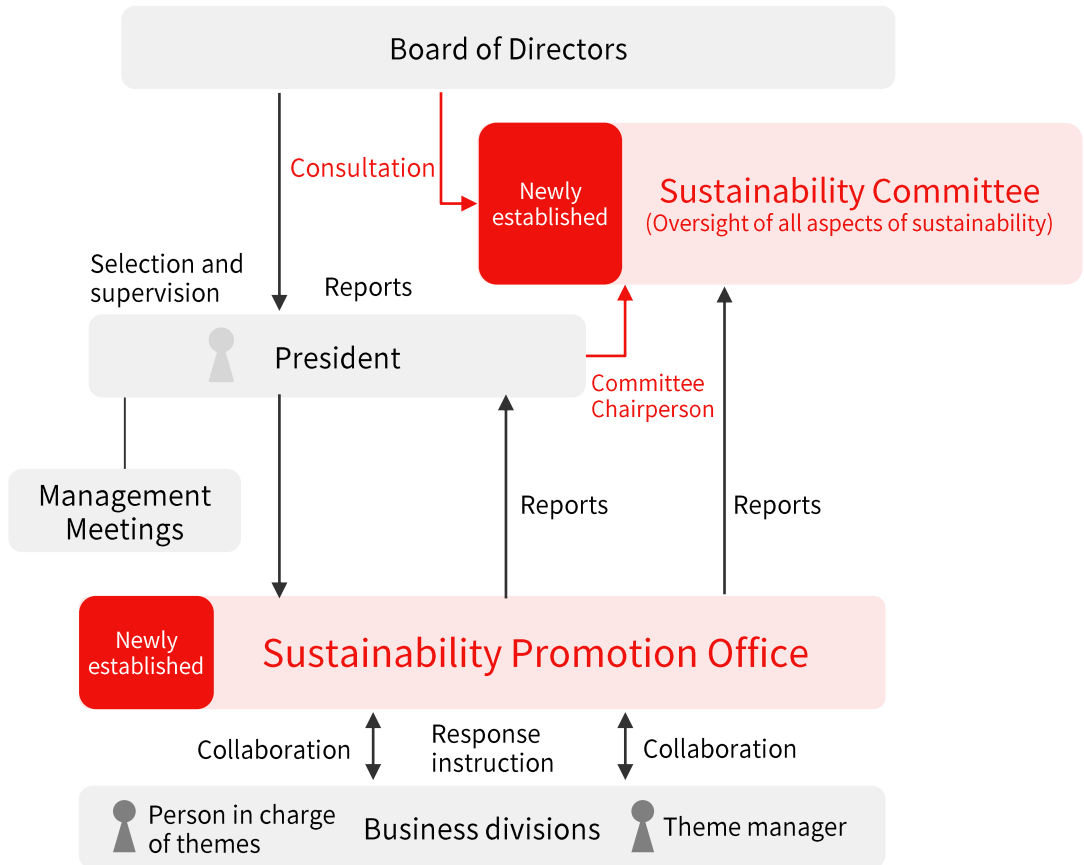 Board of Directors
Consultation
Newly
established
Sustainability Committee
(Oversight of all aspects of sustainability)
Selection and
supervision
Reports
President
Committee
Chairperson
Management
Meetings
Reports
Reports
Newly
established
Sustainability Promotion Office
Collaboration
Response
instruction
Collaboration
Person in charge
of themes
Business divisions
Theme manager